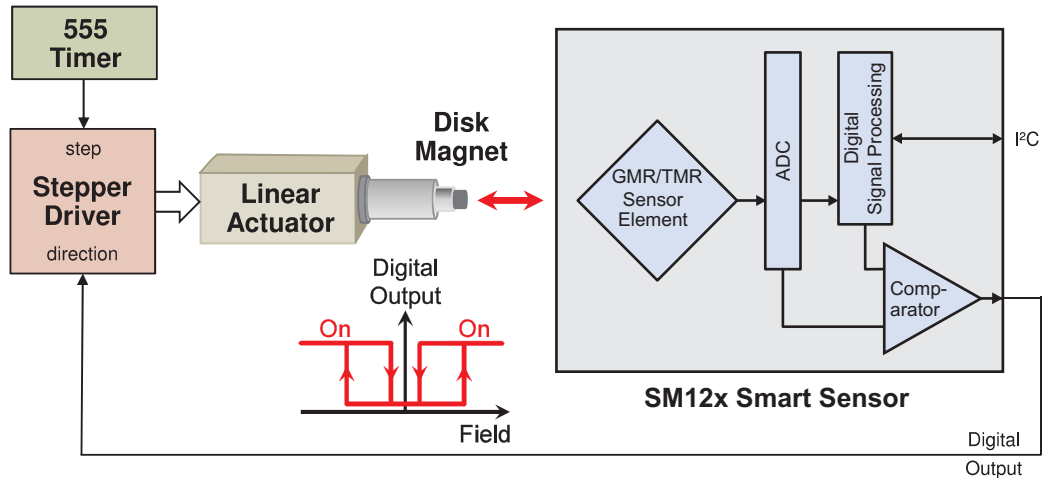 555
Timer
step
Stepper
Driver
direction
Linear
Actuator
Disk
Magnet
GMR/TMR
Sensor
Element
ADC
Digital
Signal Processing
I²C
Comp-
arator
SM12x Smart Sensor
Digital
Output
On
On
Field
Digital
Output